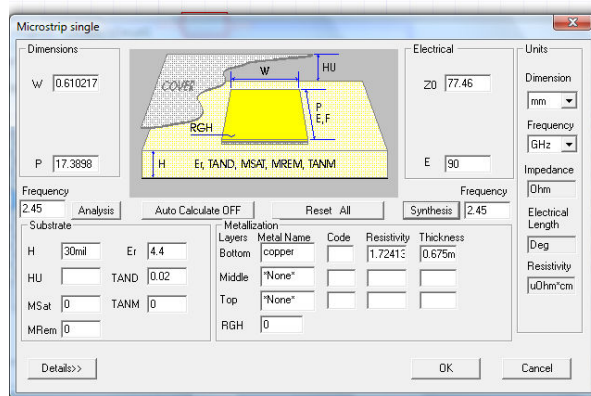 Microstrip single
Dimensions
W 0.610217
P 17.3898
COVER
W
HU
RGH
P
E,F
H Er, TAND, MSAT, MREM, TANM
Electrical
Z0 77.46
E 90
Units
Dimension
mm
Frequency
GHz
Impedance
Ohm
Electrical
Length
Deg
Resistivity
uOhm*cm
Frequency
2.45 Analysis Auto Calculate OFF Reset All Synthesis
Frequency
2.45
Substrate
H 30mil Er 4.4
HU TAND 0.02
MSat 0 TANM 0
MRem 0
Metallization
Layers Metal Name Code Resistivity Thickness
Bottom copper 1.72413 0.675m
Middle *None*
Top *None*
RGH 0
Details>> OK Cancel